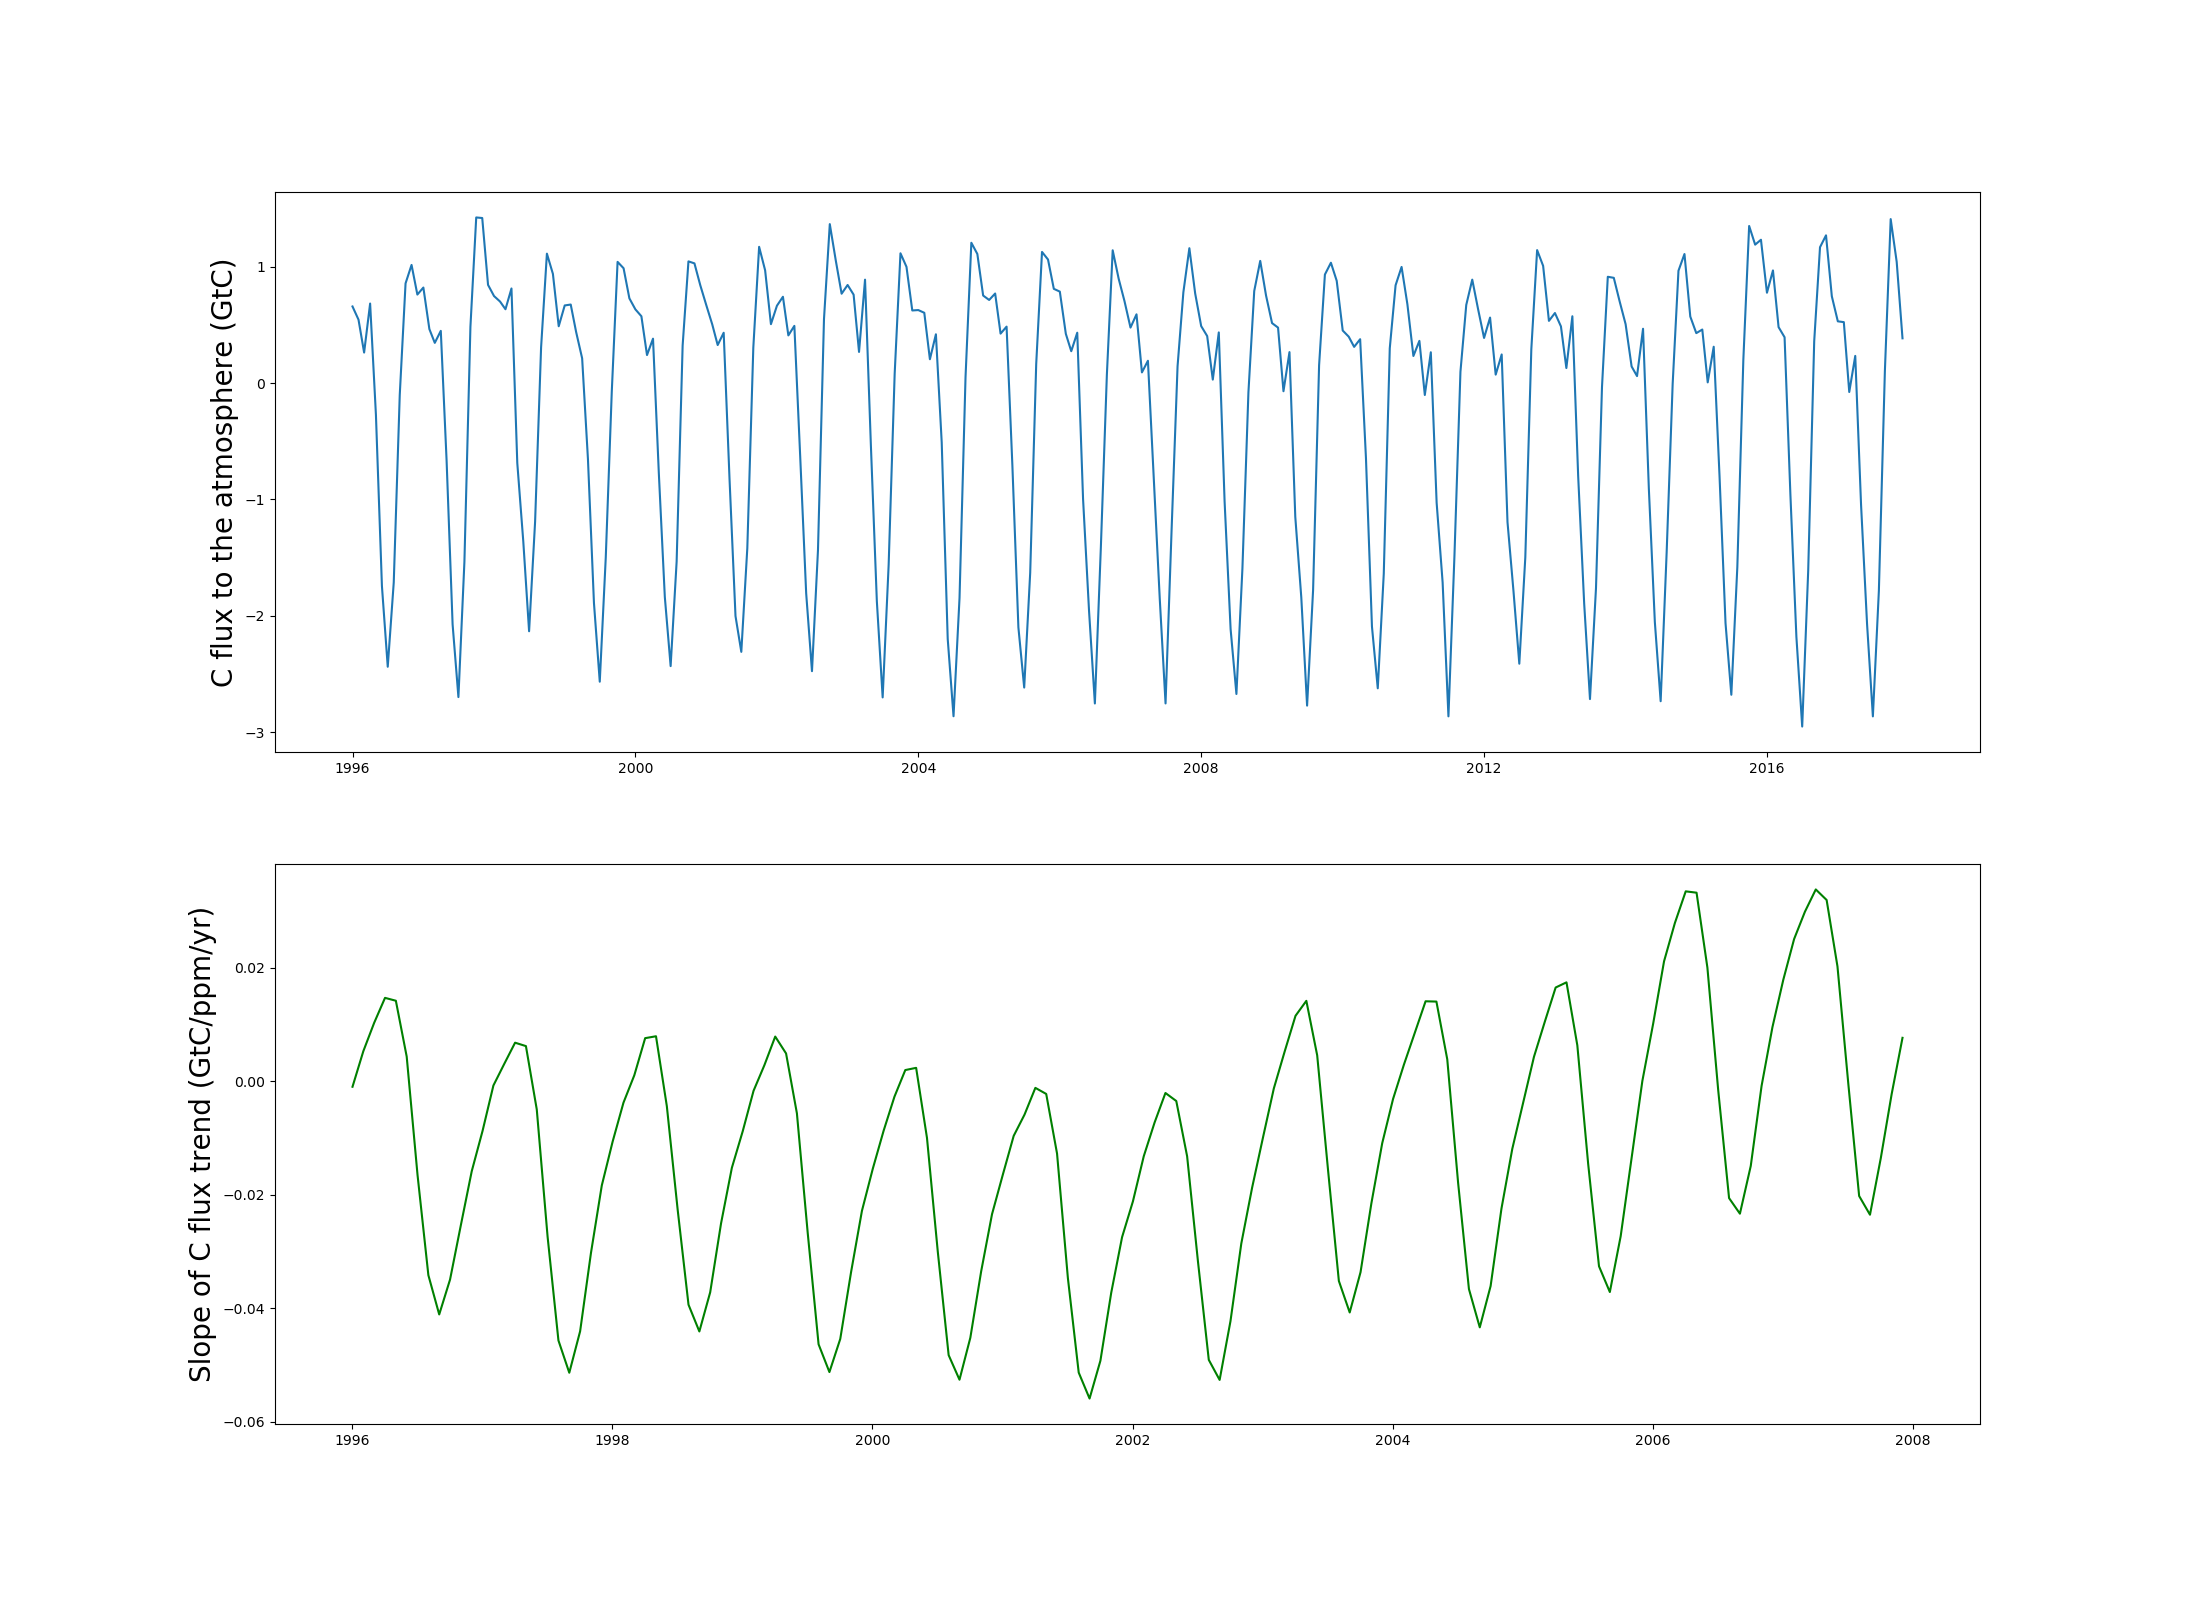 C flux to the atmosphere (GtC)
1
0
−1
−2
−3
1996 2000 2004 2008 2012 2016
Slope of C flux trend (GtC/ppm/yr)
0.02
0.00
−0.02
−0.04
−0.06
1996 1998 2000 2002 2004 2006 2008